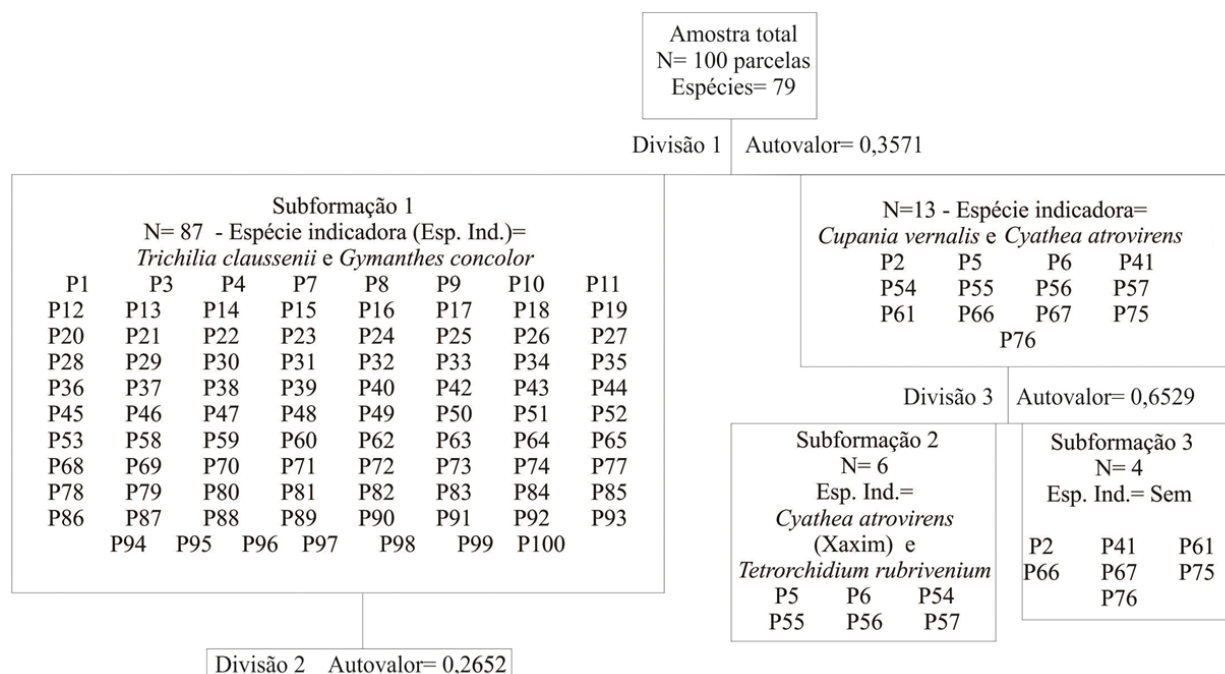 Amostra total
N= 100 parcelas
Espécies= 79
Divisão 1 Autovalor= 0,3571
Subformação 1
N= 87 - Espécie indicadora (Esp. Ind.)=
Trichilia claussenii e Gymanthes concolor
P1 P3 P4 P7 P8 P9 P10 P11
P12 P13 P14 P15 P16 P17 P18 P19
P20 P21 P22 P23 P24 P25 P26 P27
P28 P29 P30 P31 P32 P33 P34 P35
P36 P37 P38 P39 P40 P42 P43 P44
P45 P46 P47 P48 P49 P50 P51 P52
P53 P58 P59 P60 P62 P63 P64 P65
P68 P69 P70 P71 P72 P73 P74 P77
P78 P79 P80 P81 P82 P83 P84 P85
P86 P87 P88 P89 P90 P91 P92 P93
P94 P95 P96 P97 P98 P99 P100
Divisão 2 Autovalor= 0,2652
N=13 - Espécie indicadora=
Cupania vernalis e Cyathea atrovirens
P2 P5 P6 P41
P54 P55 P56 P57
P61 P66 P67 P75
P76
Divisão 3 Autovalor= 0,6529
Subformação 2
N= 6
Esp. Ind.=
Cyathea atrovirens
(Xaxim) e
Tetrorchidium rubrivenium
P5 P6 P54
P55 P56 P57
Subformação 3
N= 4
Esp. Ind.= Sem
P2 P41 P61
P66 P67 P75
P76